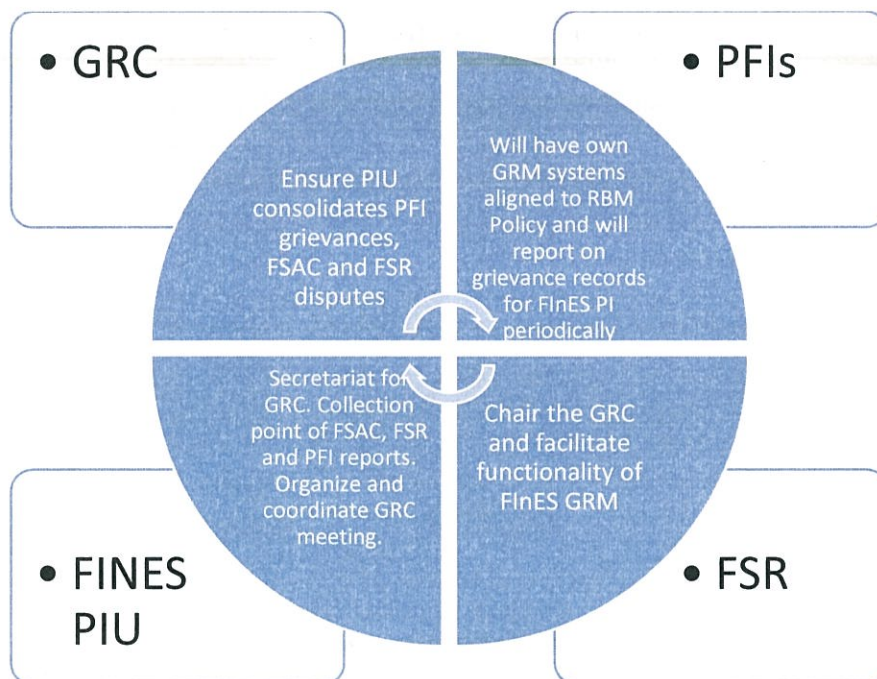 • GRC
Ensure PIU
consolidates PFI
grievances,
FSAC and FSR
disputes
• PFIs
Will have own
GRM systems
aligned to RBM
Policy and will
report on
grievance records
for FInES PI
periodically
Secretariat for
GRC. Collection
point of FSAC, FSR
and PFI reports.
Organize and
coordinate GRC
meeting.
• FINES
PIU
Chair the GRC
and facilitate
functionality of
FInES GRM
• FSR